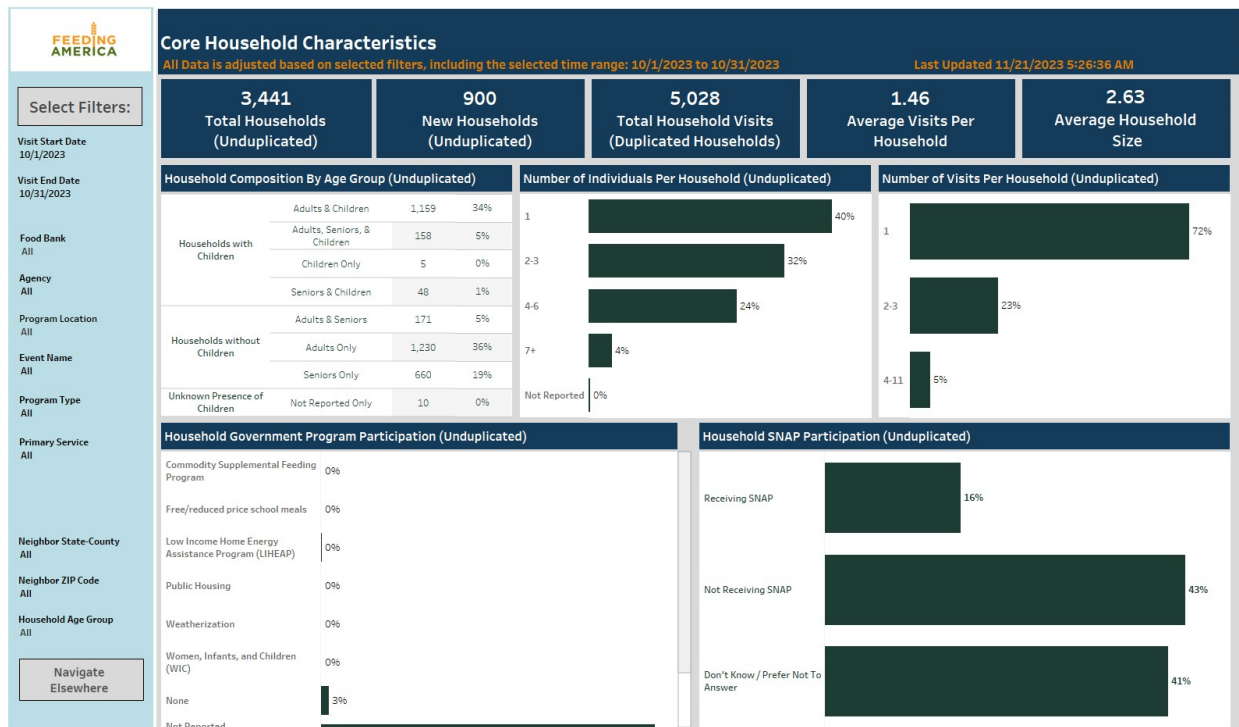 FEEDING
AMERICA
Core Household Characteristics
All Data is adjusted based on selected filters, including the selected time range: 10/1/2023 to 10/31/2023
Last Updated 11/21/2023 5:26:36 AM
Select Filters:
Visit Start Date
10/1/2023
Visit End Date
10/31/2023
Food Bank
All
Agency
All
Program Location
All
Event Name
All
Program Type
All
Primary Service
All
Neighbor State-County
All
Neighbor ZIP Code
All
Household Age Group
All
Navigate
Elsewhere
3,441
Total Households
(Unduplicated)
900
New Households
(Unduplicated)
5,028
Total Household Visits
(Duplicated Households)
1.46
Average Visits Per
Household
2.63
Average Household
Size
Household Composition By Age Group (Unduplicated)
Households with
Children
Adults & Children 1,159 34%
Adults, Seniors, &
Children
158 5%
Children Only 5 0%
Seniors & Children 48 1%
Households without
Children
Adults & Seniors 171 5%
Adults Only 1,230 36%
Seniors Only 660 19%
Unknown Presence of
Children
Not Reported Only 10 0%
Number of Individuals Per Household (Unduplicated)
1 40%
2-3 32%
4-6 24%
7+ 4%
Not Reported 0%
Number of Visits Per Household (Unduplicated)
1 72%
2-3 23%
4-11 5%
Household Government Program Participation (Unduplicated)
Commodity Supplemental Feeding
Program
0%
Free/reduced price school meals 0%
Low Income Home Energy
Assistance Program (LIHEAP)
0%
Public Housing 0%
Weatherization 0%
Women, Infants, and Children
(WIC)
0%
None 3%
Not Reported
Household SNAP Participation (Unduplicated)
Receiving SNAP 16%
Not Receiving SNAP 43%
Don't Know / Prefer Not To
Answer
41%